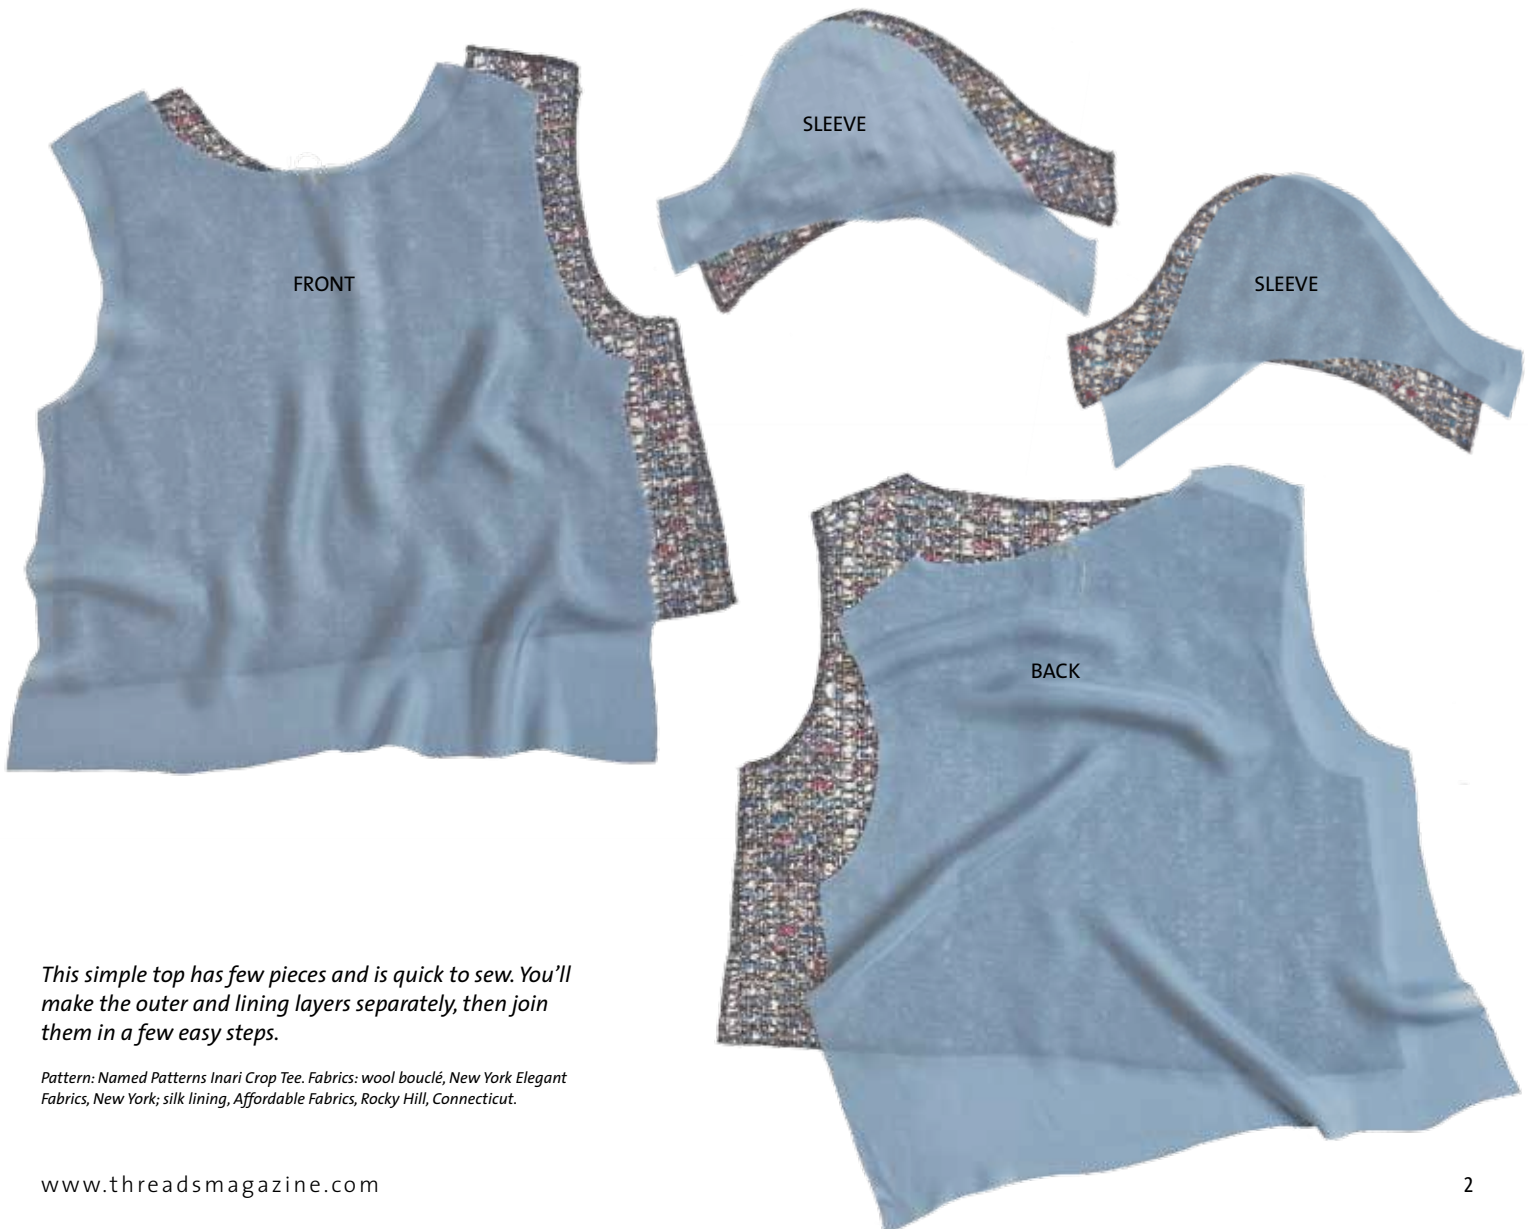 SLEEVE
FRONT
SLEEVE
BACK
This simple top has few pieces and is quick to sew. You’ll
make the outer and lining layers separately, then join
them in a few easy steps.
Pattern: Named Patterns Inari Crop Tee. Fabrics: wool bouclé, New York Elegant
Fabrics, New York; silk lining, Affordable Fabrics, Rocky Hill, Connecticut.
www.threadsmagazine.com
2